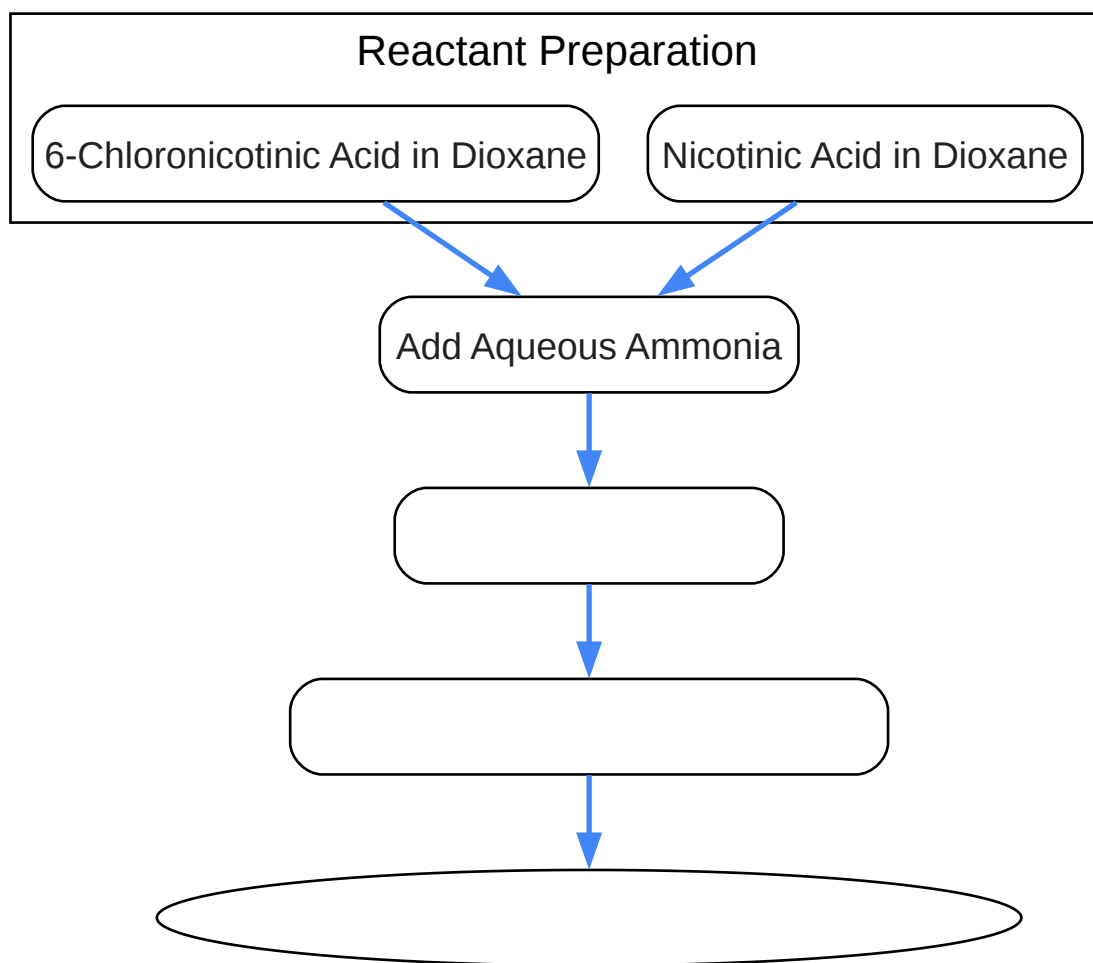 Reactant Preparation
6-Chloronicotinic Acid in Dioxane
Nicotinic Acid in Dioxane
Add Aqueous Ammonia